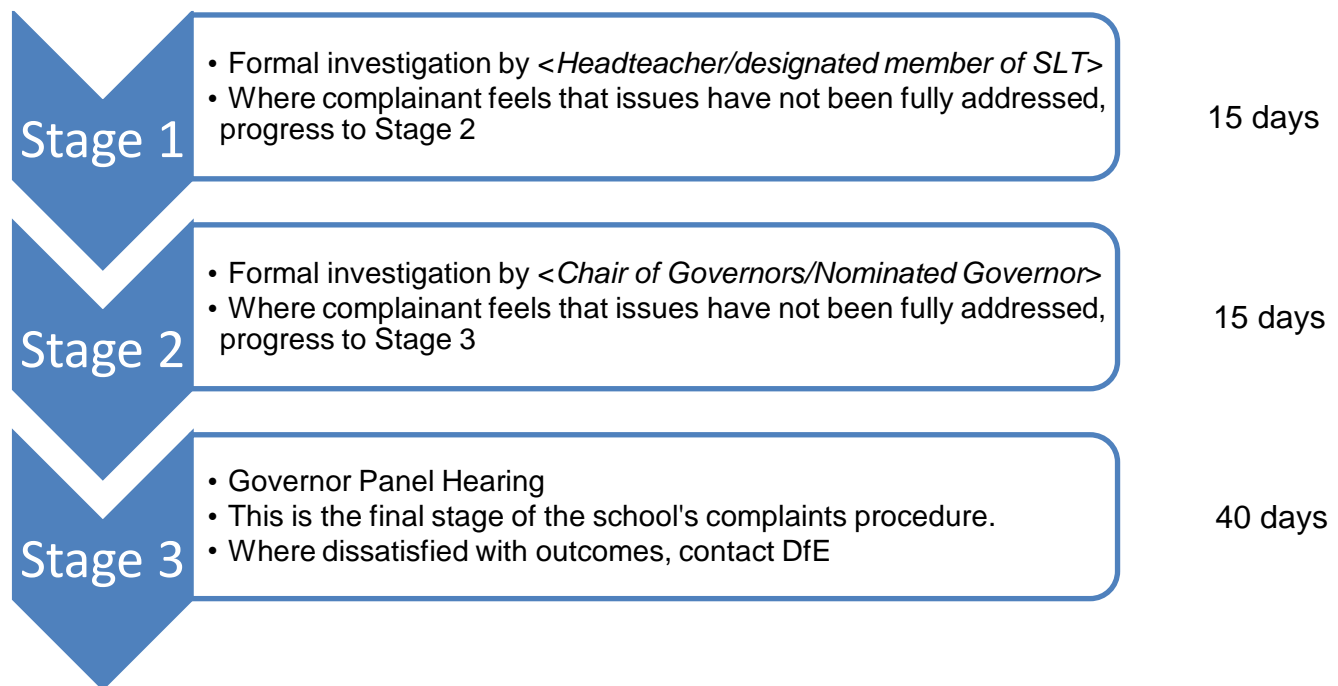 Stage 1
• Formal investigation by <Headteacher/designated member of SLT>
• Where complainant feels that issues have not been fully addressed,
progress to Stage 2
15 days
Stage 2
• Formal investigation by <Chair of Governors/Nominated Governor>
• Where complainant feels that issues have not been fully addressed,
progress to Stage 3
15 days
Stage 3
• Governor Panel Hearing
• This is the final stage of the school's complaints procedure.
• Where dissatisfied with outcomes, contact DfE
40 days